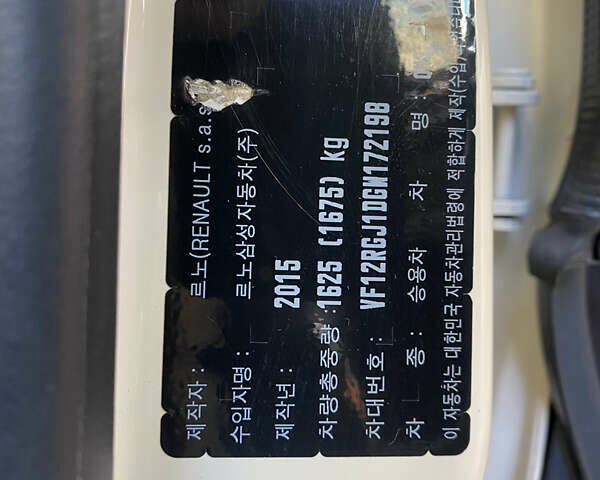 제작자 : 르노(RENAULT s.a.s
수입자명 : 르노삼성자동차(주)
제작년 : 2015
차량총중량 :1625 (1675) kg
차대번호 : VF12RGJ1DGW172198
차 종 : 승용차 차 명 :
이 자동차는 대한민국 자동차관리법령에 적합하게 제작(수입)